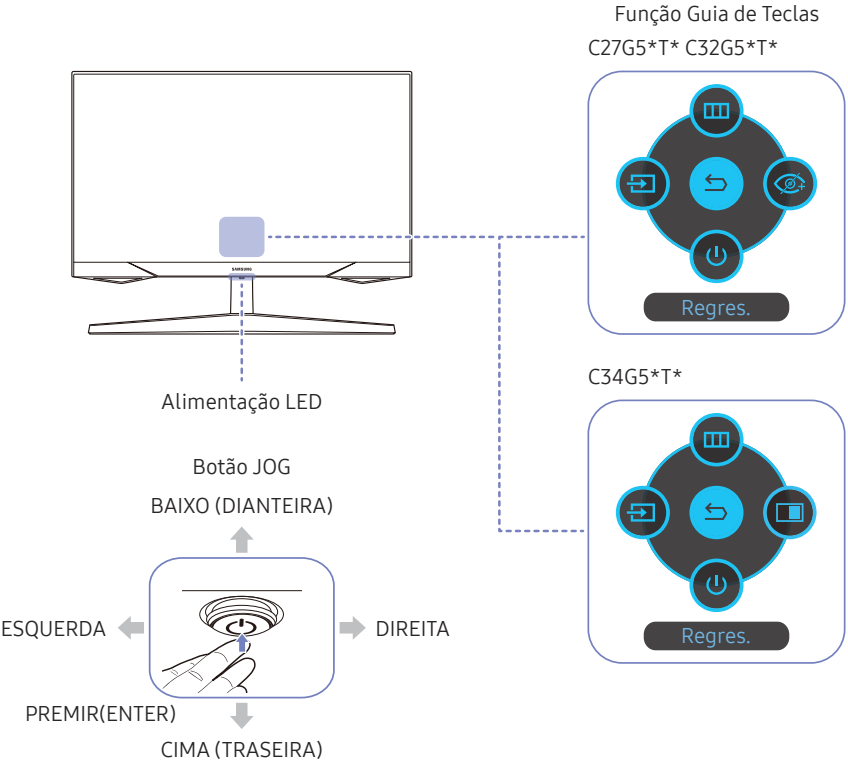 Função Guia de Teclas
C27G5*T* C32G5*T*
SAMSUNG
Regres.
Alimentação LED
C34G5*T*
Regres.
Botão JOG
BAIXO (DIANTEIRA)
ESQUERDA
DIREITA
PREMIR(ENTER)
CIMA (TRASEIRA)